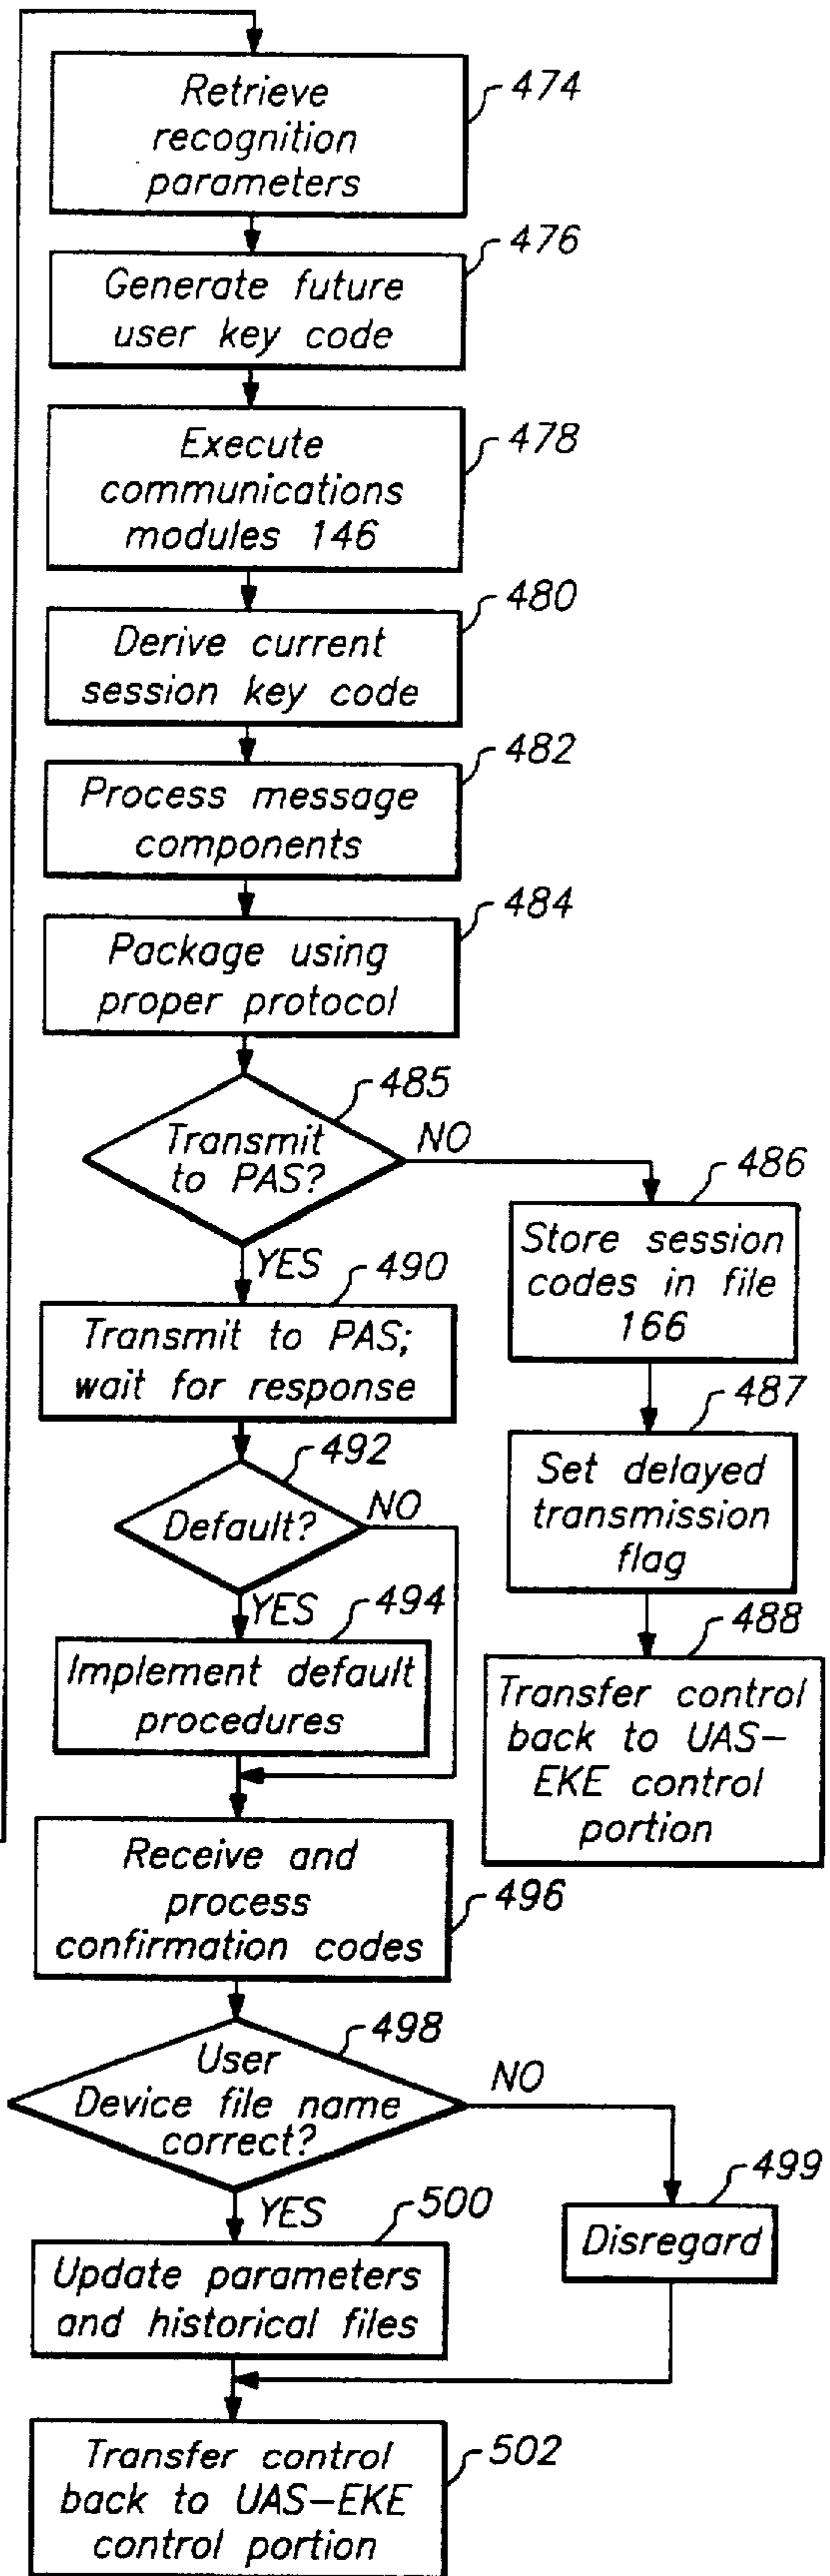 474
Retrieve
recognition
parameters
476
Generate future
user key code
478
Execute
communications
modules 146
480
Derive current
session key code
482
Process message
components
484
Package using
proper protocol
485
Transmit
to PAS?
NO
YES
486
Store session
codes in file
166
490
Transmit to PAS;
wait for response
487
Set delayed
transmission
flag
492
Default?
NO
YES
494
Implement default
procedures
488
Transfer control
back to UAS-
EKE control
portion
Receive and
process
confirmation codes
496
498
User
Device file name
correct?
NO
YES
499
Disregard
500
Update parameters
and historical files
502
Transfer control
back to UAS-EKE
control portion